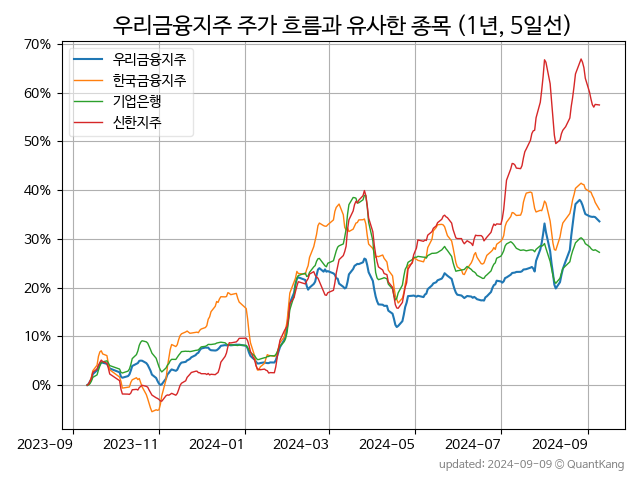 우리금융지주 주가 흐름과 유사한 종목 (1년, 5일선)
70%
60%
50%
40%
30%
20%
10%
0%
우리금융지주
한국금융지주
기업은행
신한지주
2023-09
2023-11
2024-01
2024-03
2024-05
2024-07
2024-09
updated: 2024-09-09 © QuantKang